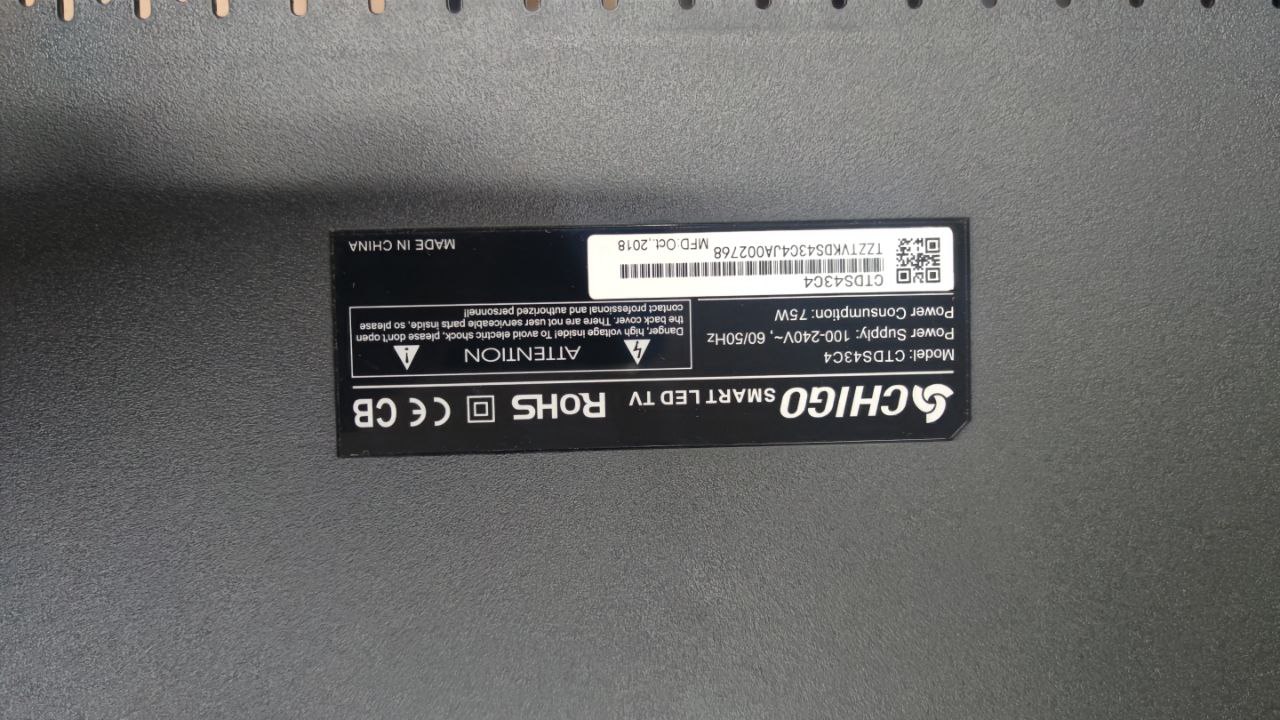 CHIGO SMART LED TV RoHS CE CB
Model: CTDS43C4
Power Supply: 100-240V~, 60/50Hz
Power Consumption: 75W
ATTENTION
Danger, high voltage inside! To avoid electric shock, please don't open
the back cover. There are not user serviceable parts inside, so please
contact professional and authorized personnel!
CTDS43C4
TZZTVKDS43C4JA002768
MFD:Oct.,2018
MADE IN CHINA